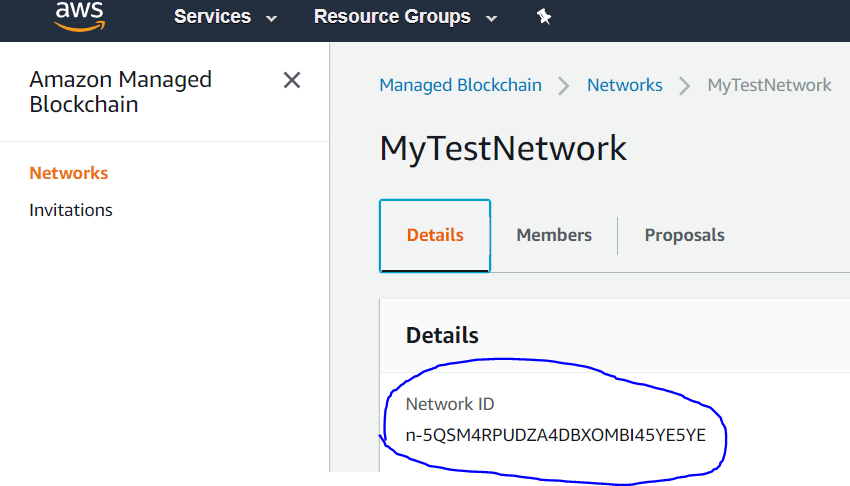 aws
Services
Resource Groups
Amazon Managed
Blockchain
Networks
Invitations
Managed Blockchain
Networks
MyTestNetwork
MyTestNetwork
Details
Members
Proposals
Details
Network ID
n-5QSM4RPUDZA4DBXOMBI45YE5YE